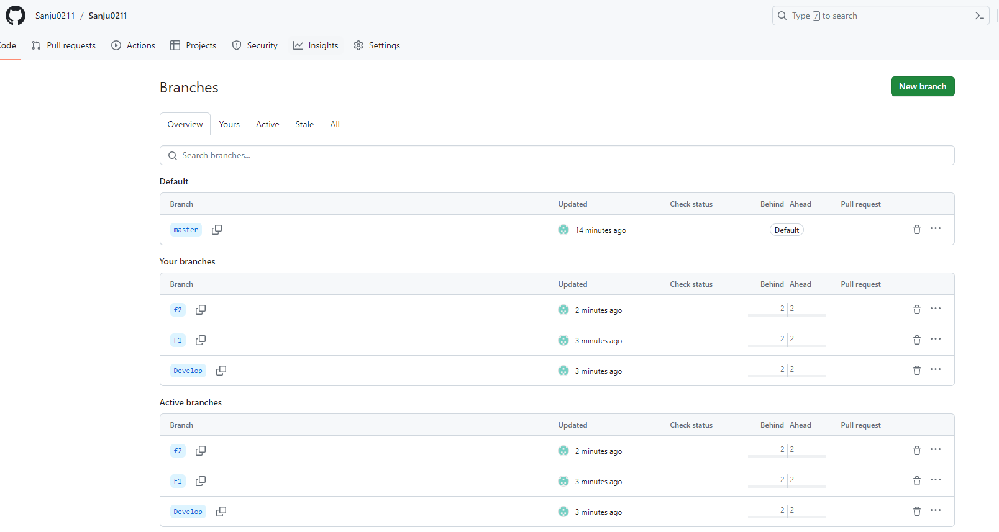 Sanju0211 / Sanju0211
Type / to search
ode Pull requests Actions Projects Security Insights Settings
Branches
New branch
Overview Yours Active Stale All
Search branches...
Default
Branch Updated Check status Behind Ahead Pull request
master 14 minutes ago Default
Your branches
Branch Updated Check status Behind Ahead Pull request
f2 2 minutes ago 2 2
F1 3 minutes ago 2 2
Develop 3 minutes ago 2 2
Active branches
Branch Updated Check status Behind Ahead Pull request
f2 2 minutes ago 2 2
F1 3 minutes ago 2 2
Develop 3 minutes ago 2 2